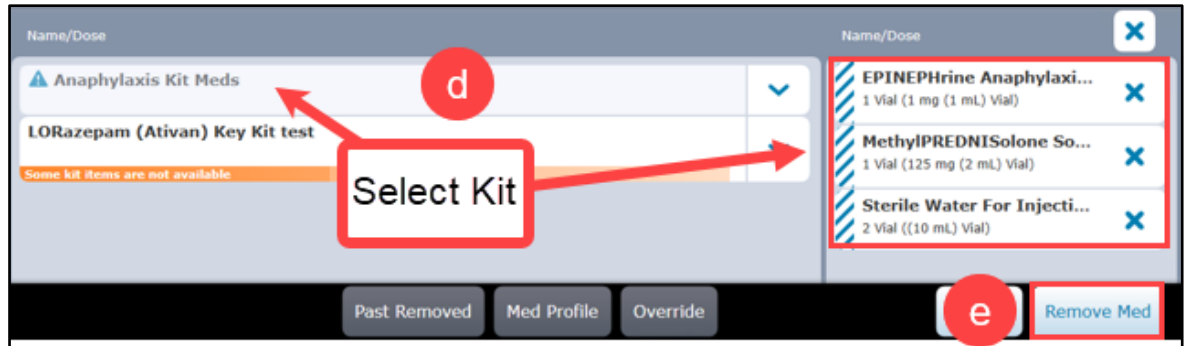 Name/Dose
Anaphylaxis Kit Meds
d
LORazepam (Ativan) Key Kit test
Some kit items are not available
Select Kit
Name/Dose
EPINEPHrine Anaphylaxi...
1 Vial (1 mg (1 mL) Vial)
MethylPREDNISolone So...
1 Vial (125 mg (2 mL) Vial)
Sterile Water For Injecti...
2 Vial ((10 mL) Vial)
Past Removed
Med Profile
Override
e
Remove Med